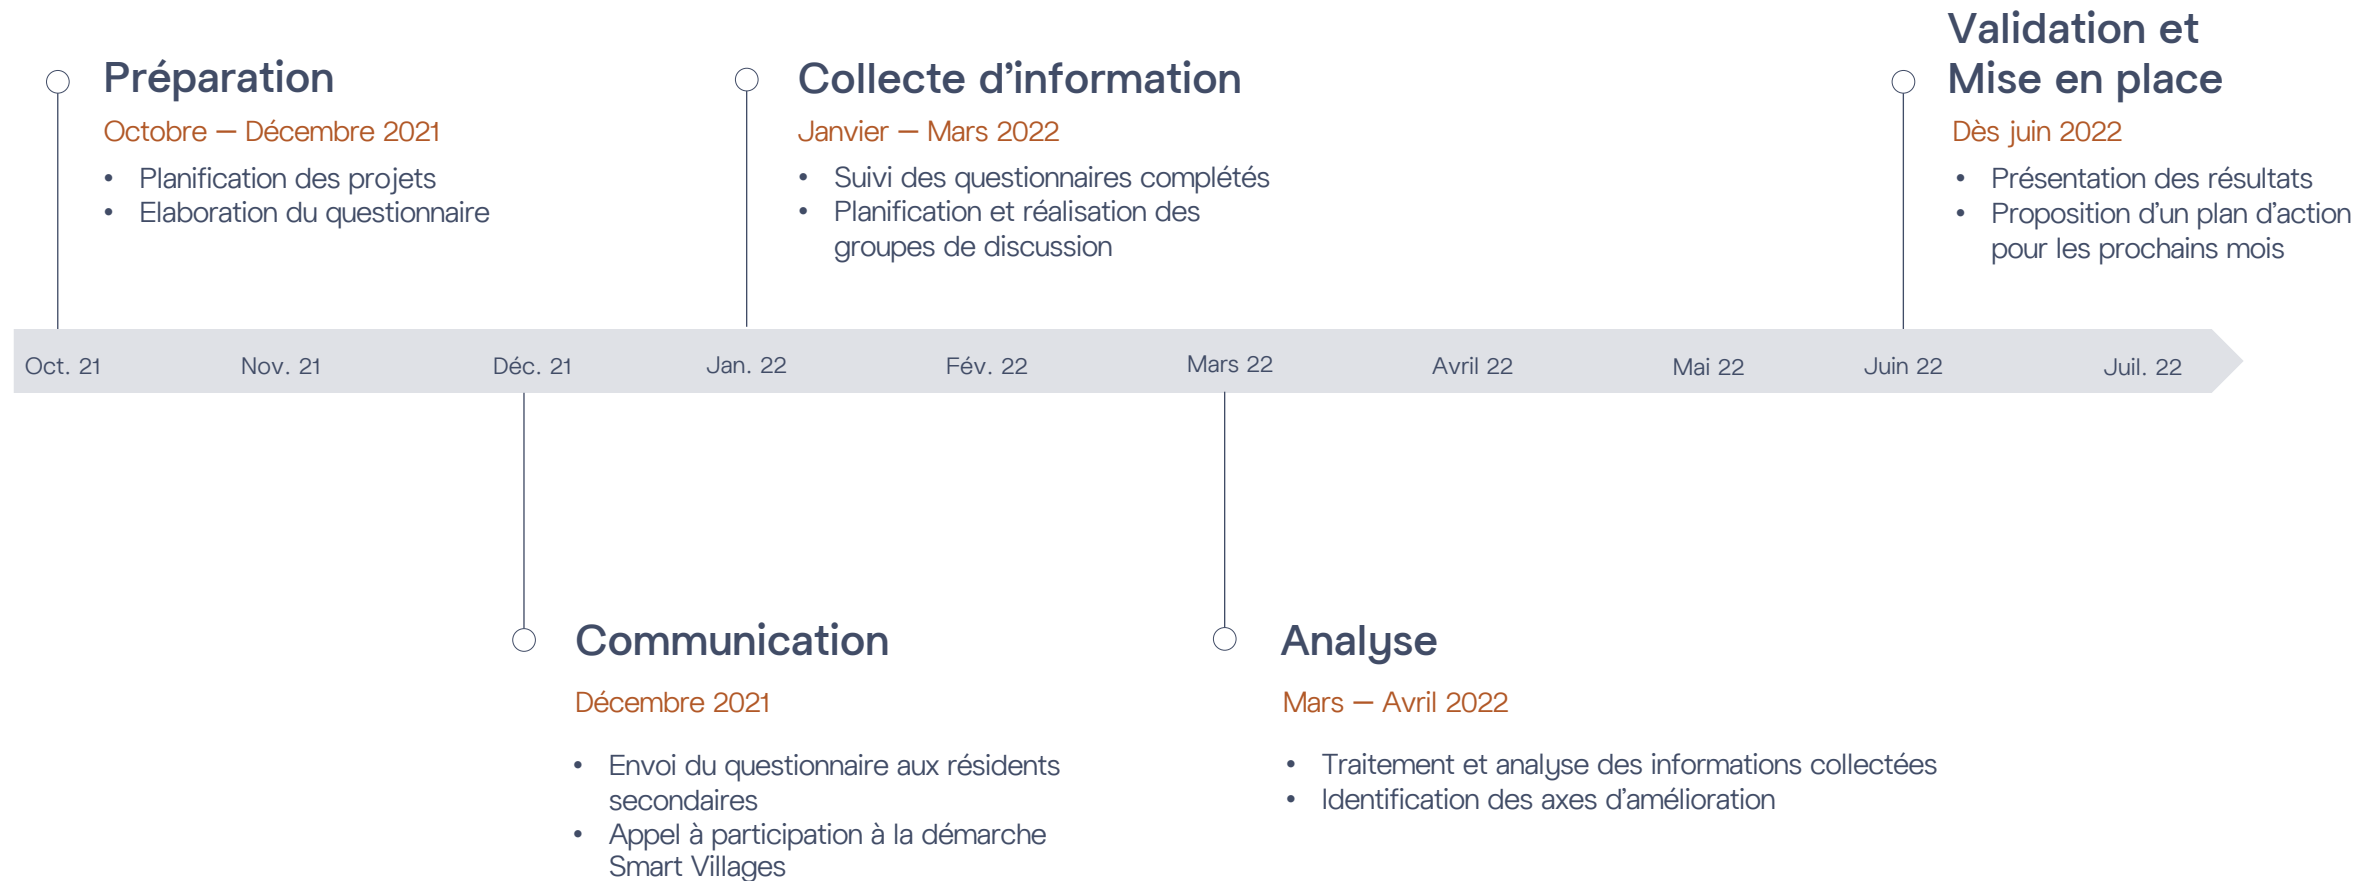 Préparation
Octobre – Décembre 2021
• Planification des projets
• Elaboration du questionnaire
Collecte d’information
Janvier – Mars 2022
• Suivi des questionnaires complétés
• Planification et réalisation des
groupes de discussion
Validation et
Mise en place
Dès juin 2022
• Présentation des résultats
• Proposition d’un plan d’action
pour les prochains mois
Oct. 21
Nov. 21
Déc. 21
Jan. 22
Fév. 22
Mars 22
Avril 22
Mai 22
Juin 22
Juil. 22
Communication
Décembre 2021
• Envoi du questionnaire aux résidents
secondaires
• Appel à participation à la démarche
Smart Villages
Analyse
Mars – Avril 2022
• Traitement et analyse des informations collectées
• Identification des axes d’amélioration